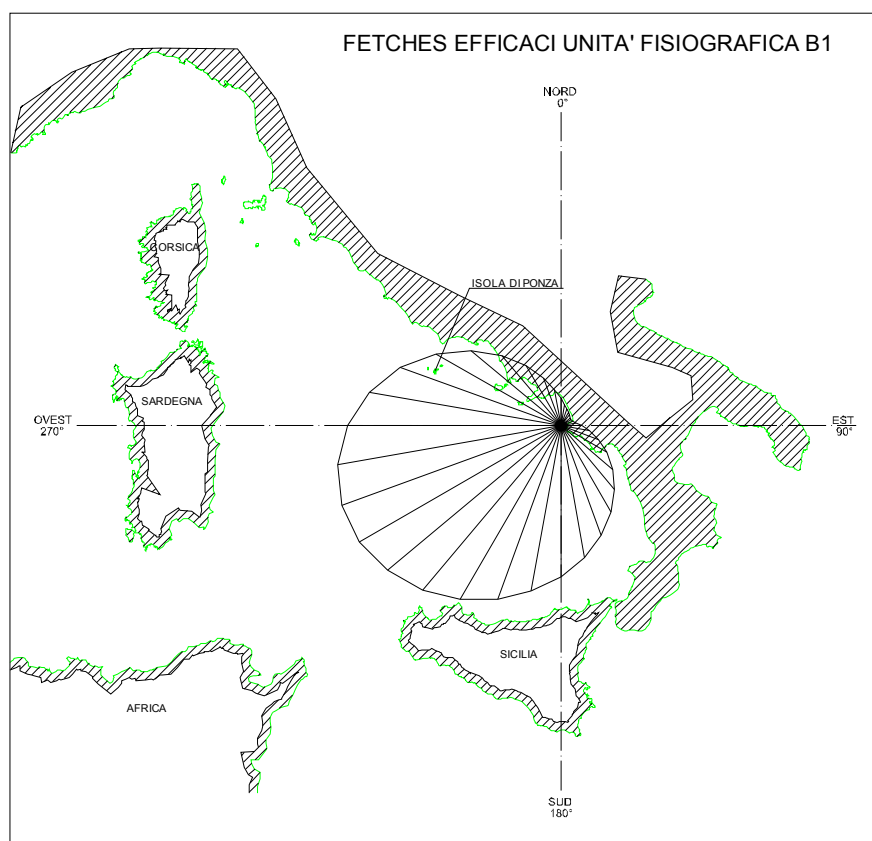 FETCHES EFFICACI UNITA' FISIOGRAFICA B1
NORD
0°
CORSICA
ISOLA DI PONZA
SARDEGNA
OVEST
270°
EST
90°
SICILIA
AFRICA
SUD
180°